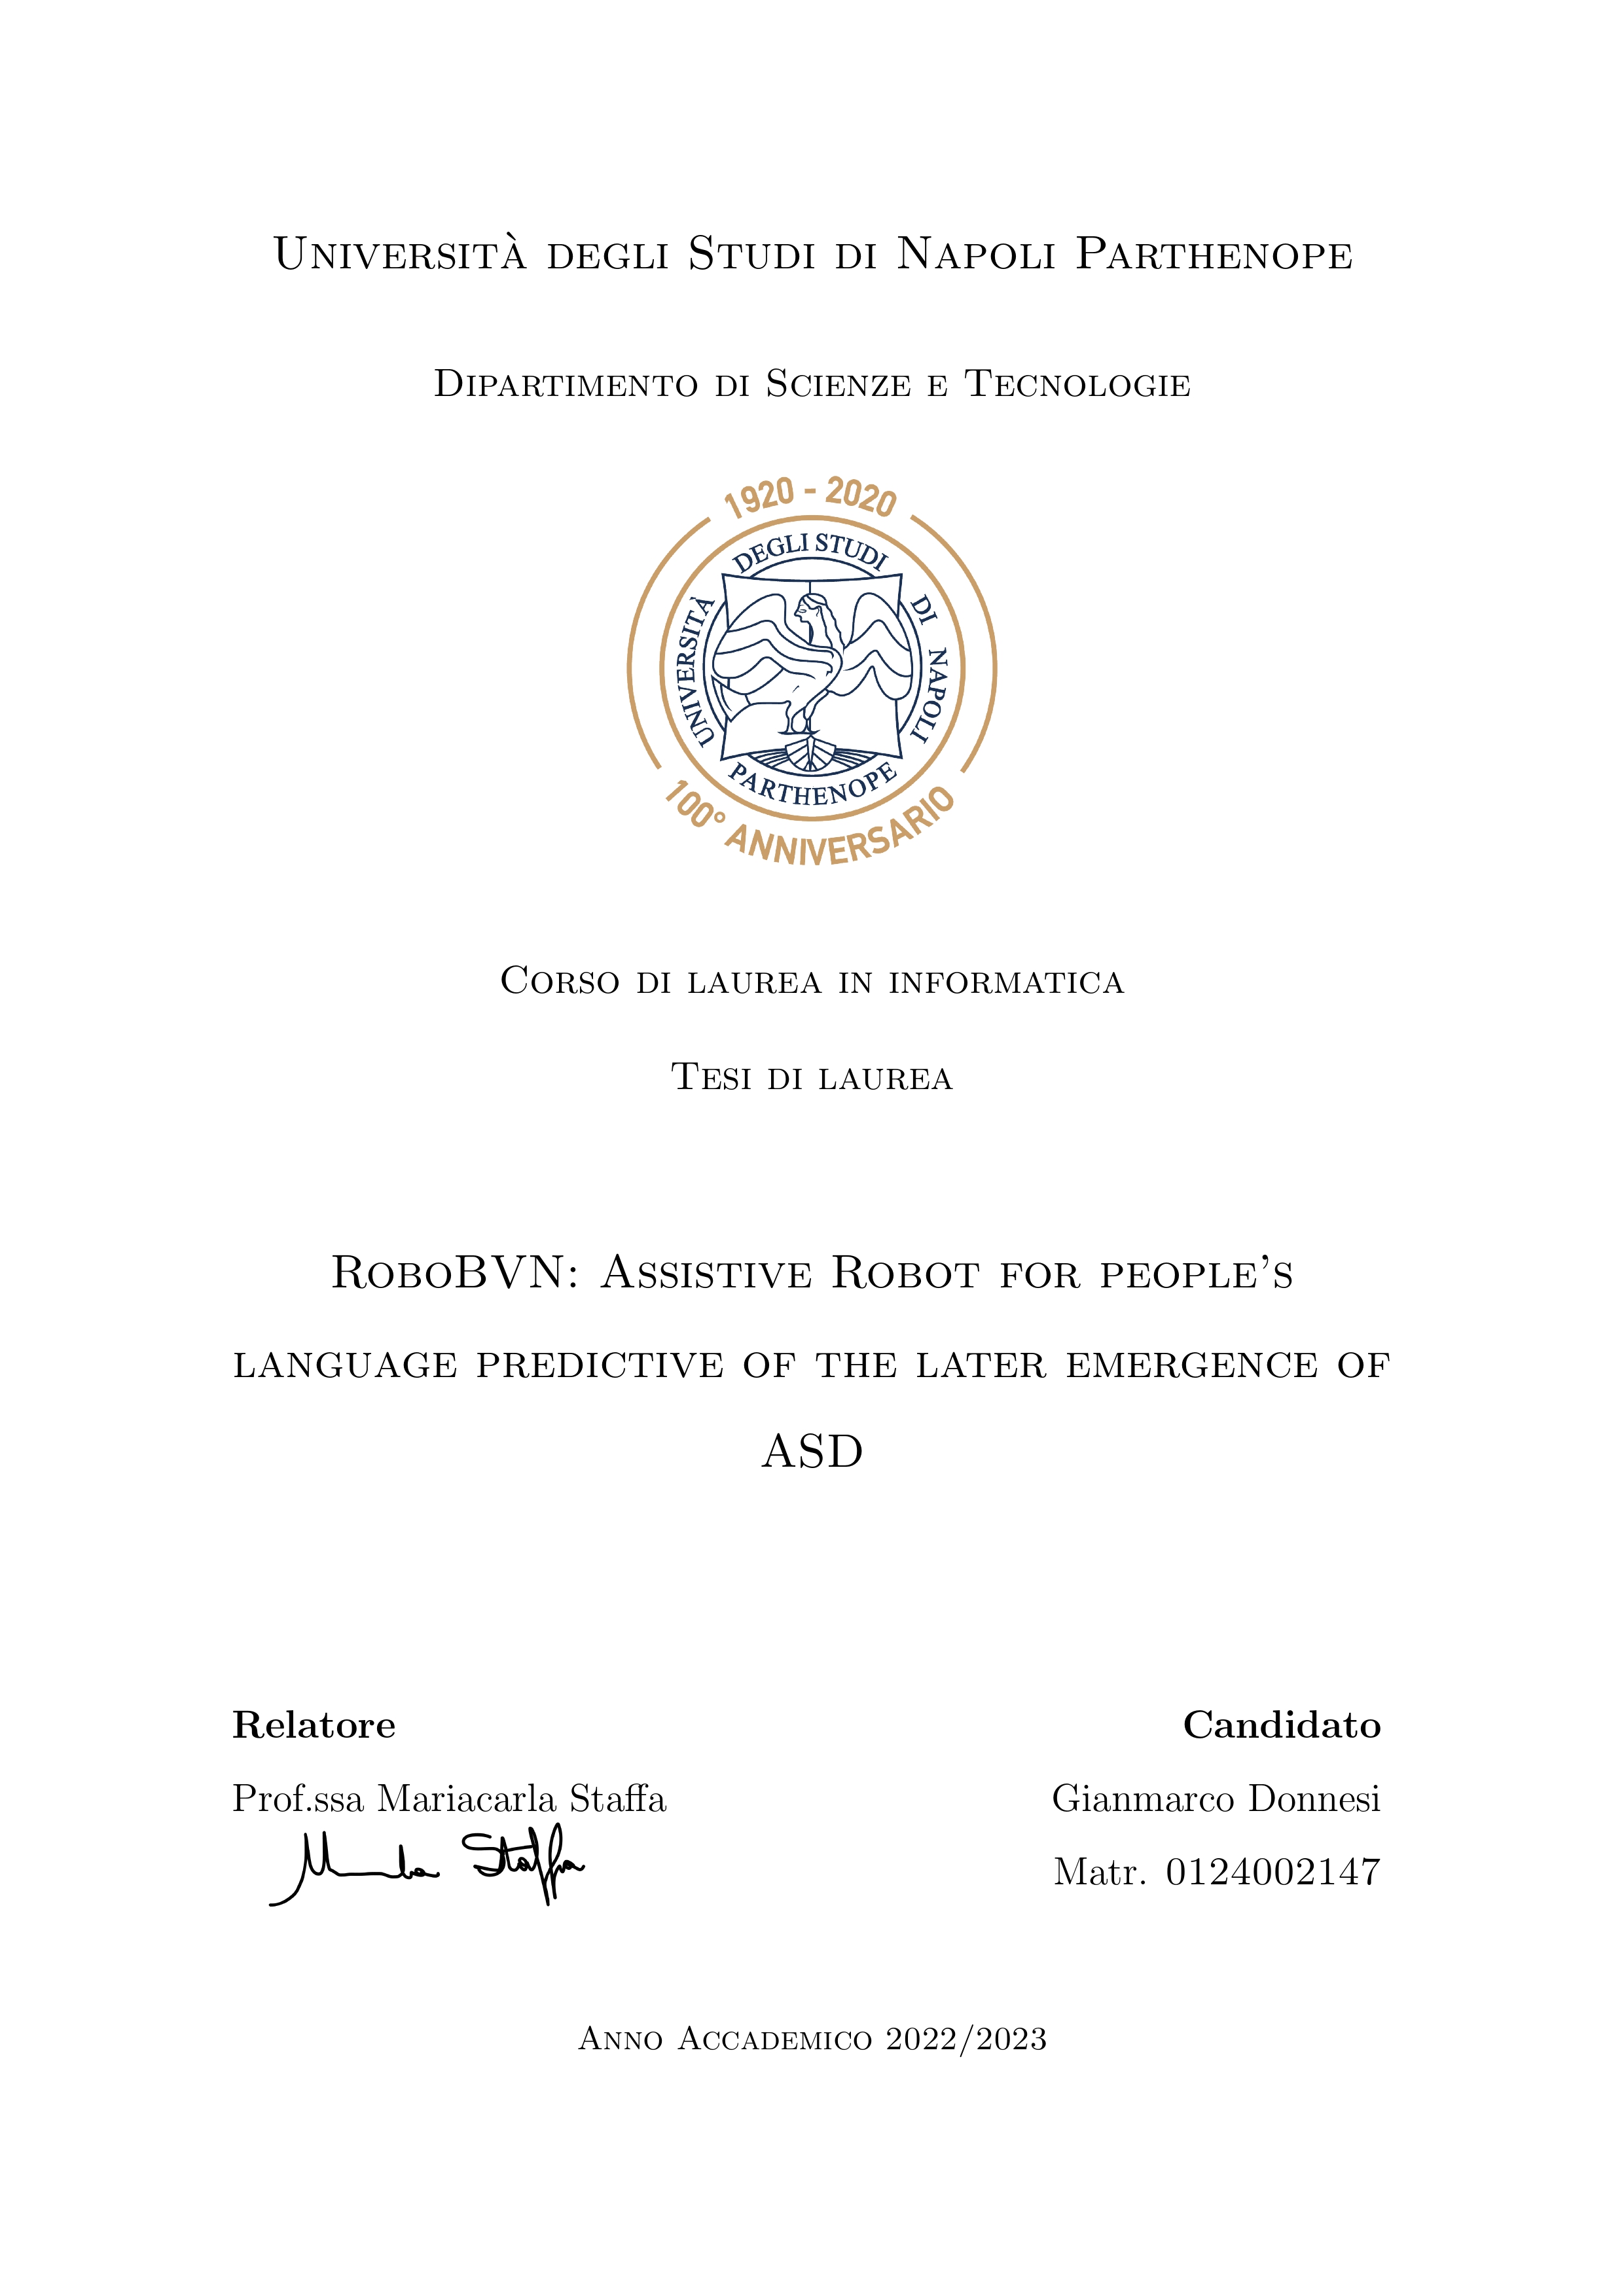 Università degli Studi di Napoli Parthenope
Dipartimento di Scienze e Tecnologie
1920 - 2020
UNIVERSITÀ DEGLI STUDI DI NAPOLI PARTHENOPE
100° ANNIVERSARIO
Corso di laurea in informatica
Tesi di laurea
RoboBVN: Assistive Robot for people's
language predictive of the later emergence of
ASD
Relatore
Prof.ssa Mariacarla Staffa
Candidato
Gianmarco Donnesi
Matr. 0124002147
Anno Accademico 2022/2023